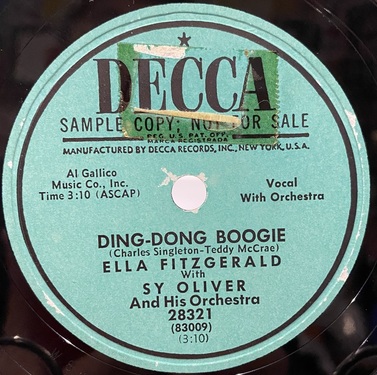 DECCA
SAMPLE COPY; NOT FOR SALE
REG. U.S. PAT. OFF.
MARCA REGISTRADA
MANUFACTURED BY DECCA RECORDS, INC., NEW YORK, U.S.A.
Al Gallico
Music Co., Inc.
Time 3:10 (ASCAP)
Vocal
With Orchestra
DING-DONG BOOGIE
(Charles Singleton-Teddy McCrae)
ELLA FITZGERALD
With
SY OLIVER
And His Orchestra
28321
(83009)
(3:10)